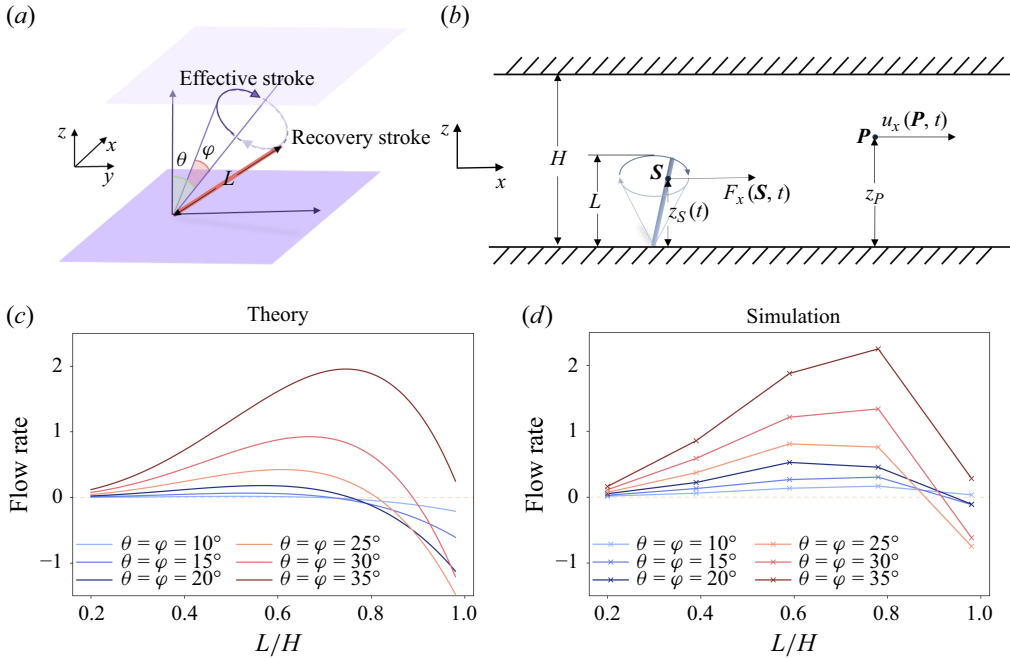 (a)
Effective stroke
Recovery stroke
z
x
y
θ
φ
L
(b)
z
x
H
L
S
F_x(S, t)
z_S(t)
P
u_x(P, t)
z_P
(c)
Theory
Flow rate
2
1
0
−1
θ = φ = 10°
θ = φ = 15°
θ = φ = 20°
θ = φ = 25°
θ = φ = 30°
θ = φ = 35°
0.2 0.4 0.6 0.8 1.0
L/H
(d)
Simulation
Flow rate
2
1
0
−1
θ = φ = 10°
θ = φ = 15°
θ = φ = 20°
θ = φ = 25°
θ = φ = 30°
θ = φ = 35°
0.2 0.4 0.6 0.8 1.0
L/H